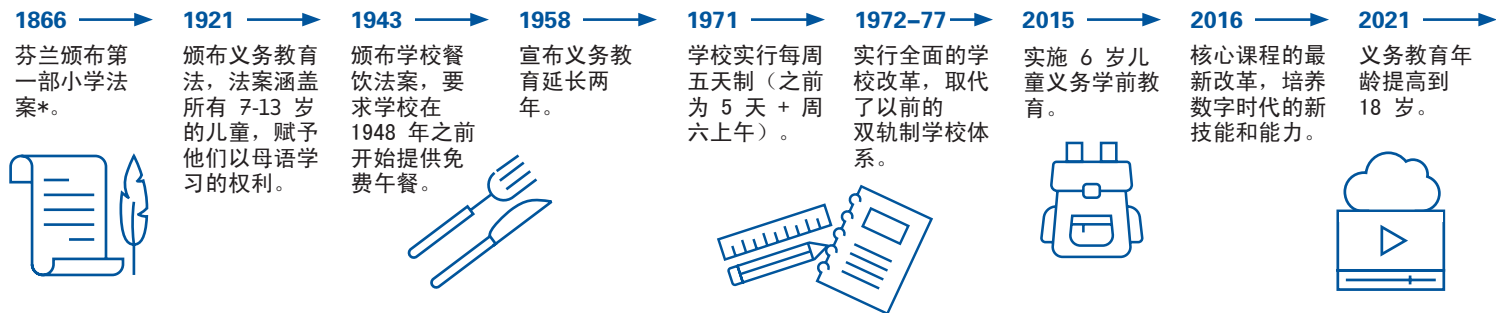 1866
芬兰颁布第
一部小学法
案*。
1921
颁布义务教育
法，法案涵盖
所有 7-13 岁
的儿童，赋予
他们以母语学
习的权利。
1943
颁布学校餐
饮法案，要
求学校在
1948 年之前
开始提供免
费午餐。
1958
宣布义务教
育延长两
年。
1971
学校实行每周
五天制（之前
为 5 天 + 周
六上午）。
1972–77
实行全面的学
校改革，取代
了以前的
双轨制学校体
系。
2015
实施 6 岁儿
童义务学前教
育。
2016
核心课程的最
新改革，培养
数字时代的新
技能和能力。
2021
义务教育年
龄提高到
18 岁。